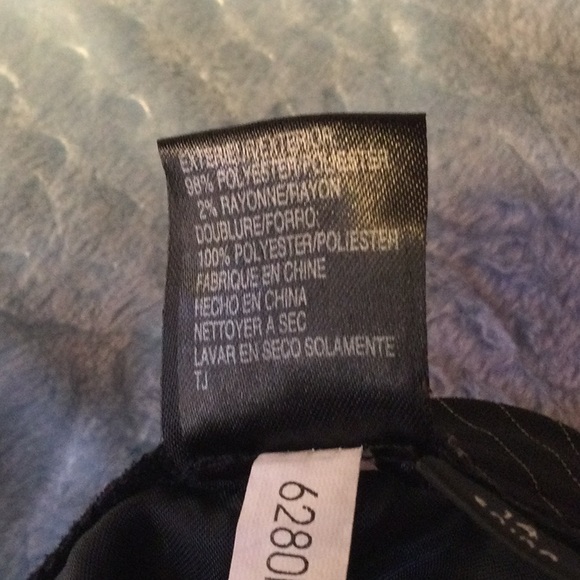 EXTERIEUR/EXTERIOR:
98% POLYESTER/POLIESTER
2% RAYONNE/RAYON
DOUBLURE/FORRO:
100% POLYESTER/POLIESTER
FABRIQUE EN CHINE
HECHO EN CHINA
NETTOYER A SEC
LAVAR EN SECO SOLAMENTE
TJ
6280